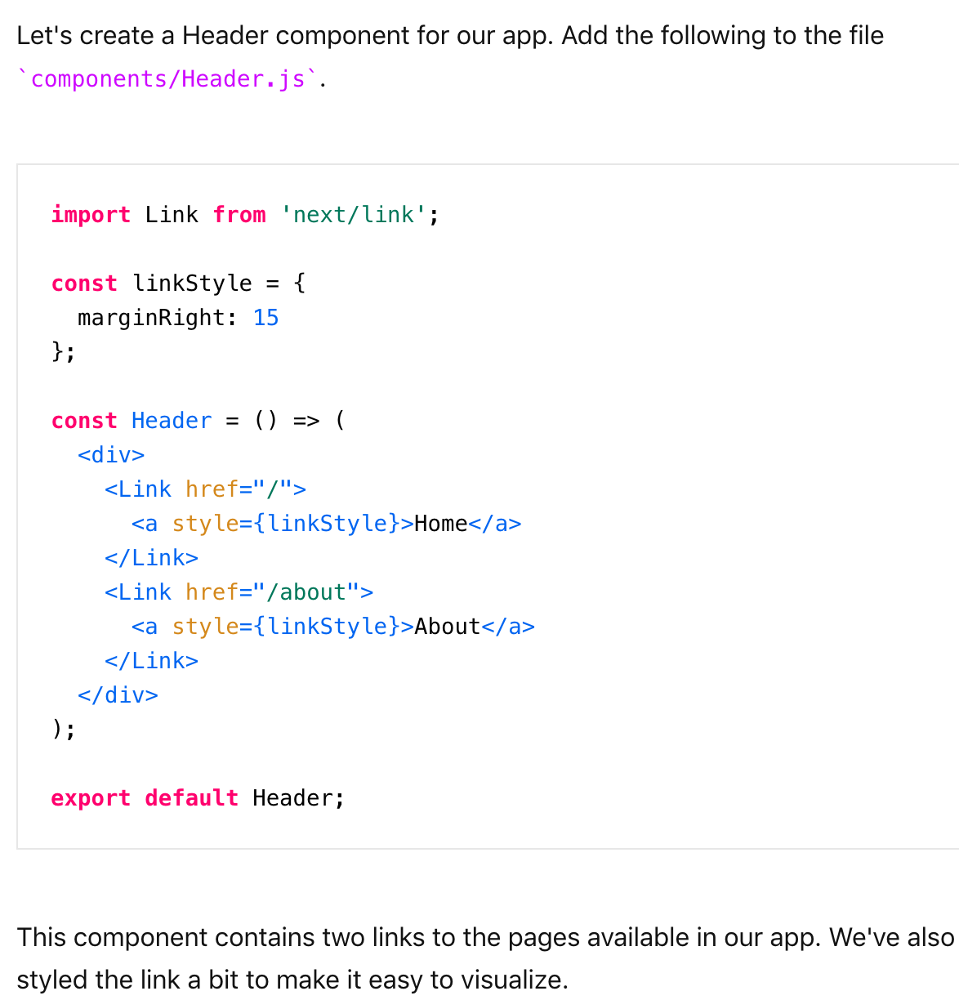 Let's create a Header component for our app. Add the following to the file
`components/Header.js`.
import Link from 'next/link';
const linkStyle = {
  marginRight: 15
};
const Header = () => (
  <div>
    <Link href="/">
      <a style={linkStyle}>Home</a>
    </Link>
    <Link href="/about">
      <a style={linkStyle}>About</a>
    </Link>
  </div>
);
export default Header;
This component contains two links to the pages available in our app. We've also
styled the link a bit to make it easy to visualize.